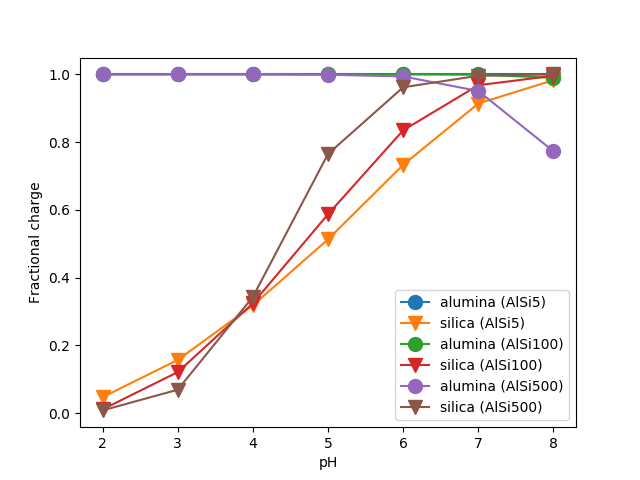 1.0
0.8
0.6
0.4
0.2
0.0
Fractional charge
2 3 4 5 6 7 8
pH
alumina (AlSi5)
silica (AlSi5)
alumina (AlSi100)
silica (AlSi100)
alumina (AlSi500)
silica (AlSi500)